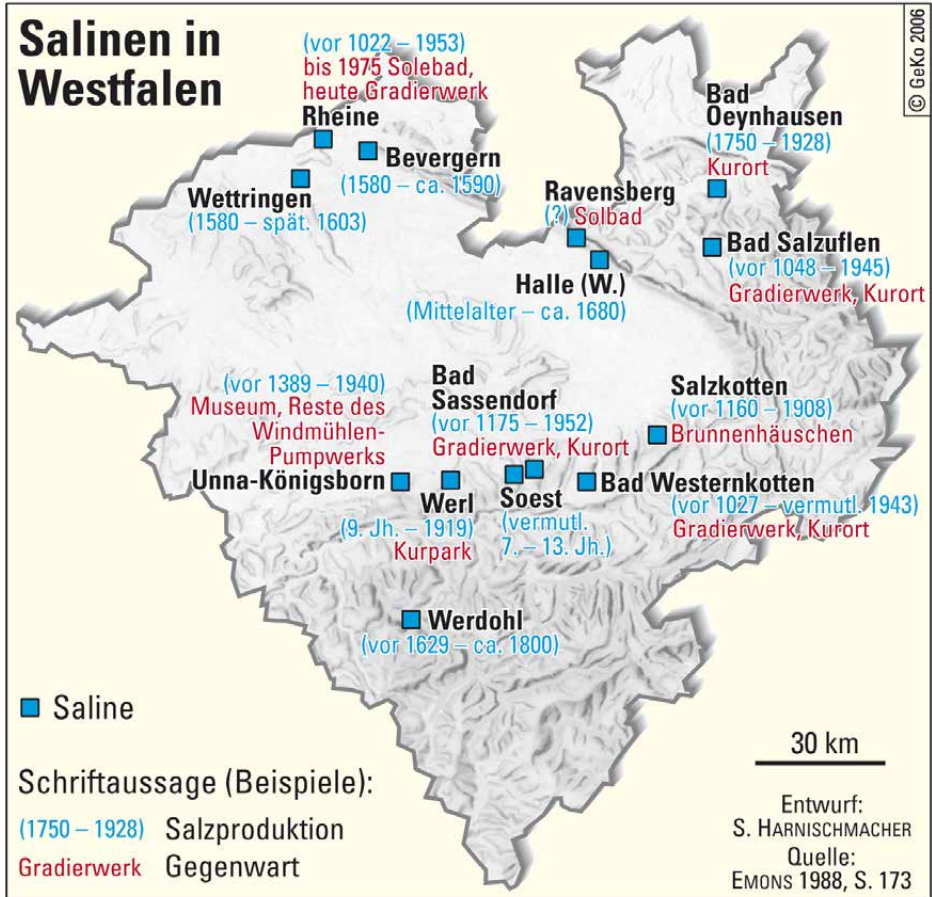 Salinen in
Westfalen
© GeKo 2006
(vor 1022 – 1953)
bis 1975 Solebad,
heute Gradierwerk
Rheine
Bevergern
(1580 – ca. 1590)
Wettringen
(1580 – spät. 1603)
Bad
Oeynhausen
(1750 – 1928)
Kurort
Ravensberg
(?) Solbad
Bad Salzuflen
(vor 1048 – 1945)
Gradierwerk, Kurort
Halle (W.)
(Mittelalter – ca. 1680)
(vor 1389 – 1940)
Museum, Reste des
Windmühlen-
Pumpwerks
Unna-Königsborn
Bad
Sassendorf
(vor 1175 – 1952)
Gradierwerk, Kurort
Salzkotten
(vor 1160 – 1908)
Brunnenhäuschen
Werl
(9. Jh. – 1919)
Kurpark
Soest
(vermutl.
7. – 13. Jh.)
Bad Westernkotten
(vor 1027 – vermutl. 1943)
Gradierwerk, Kurort
Werdohl
(vor 1629 – ca. 1800)
Saline
Schriftaussage (Beispiele):
(1750 – 1928) Salzproduktion
Gradierwerk Gegenwart
30 km
Entwurf:
S. HARNISCHMACHER
Quelle:
EMONS 1988, S. 173